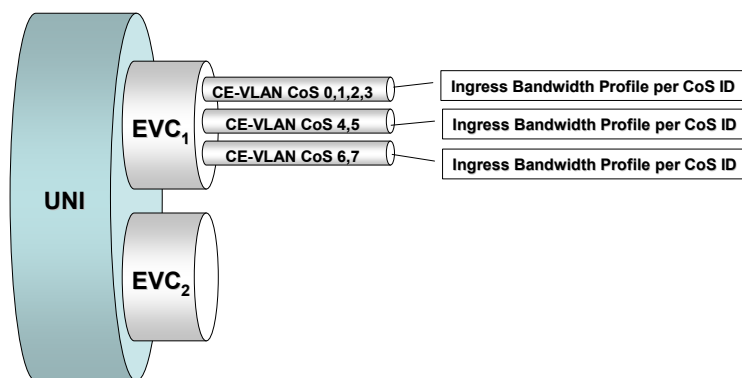 UNI
EVC1
CE-VLAN CoS 0,1,2,3
Ingress Bandwidth Profile per CoS ID
CE-VLAN CoS 4,5
Ingress Bandwidth Profile per CoS ID
CE-VLAN CoS 6,7
Ingress Bandwidth Profile per CoS ID
EVC2